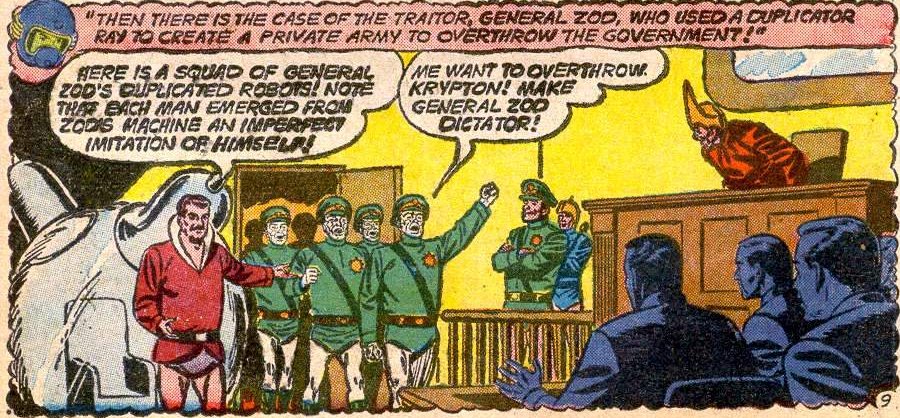 "THEN THERE IS THE CASE OF THE TRAITOR, GENERAL ZOD, WHO USED A DUPLICATOR
RAY TO CREATE A PRIVATE ARMY TO OVERTHROW THE GOVERNMENT!"
HERE IS A SQUAD OF GENERAL
ZOD'S DUPLICATED ROBOTS! NOTE
THAT EACH MAN EMERGED FROM
ZOD'S MACHINE AN IMPERFECT
IMITATION OF HIMSELF!
ME WANT TO OVERTHROW
KRYPTON! MAKE
GENERAL ZOD
DICTATOR!
9